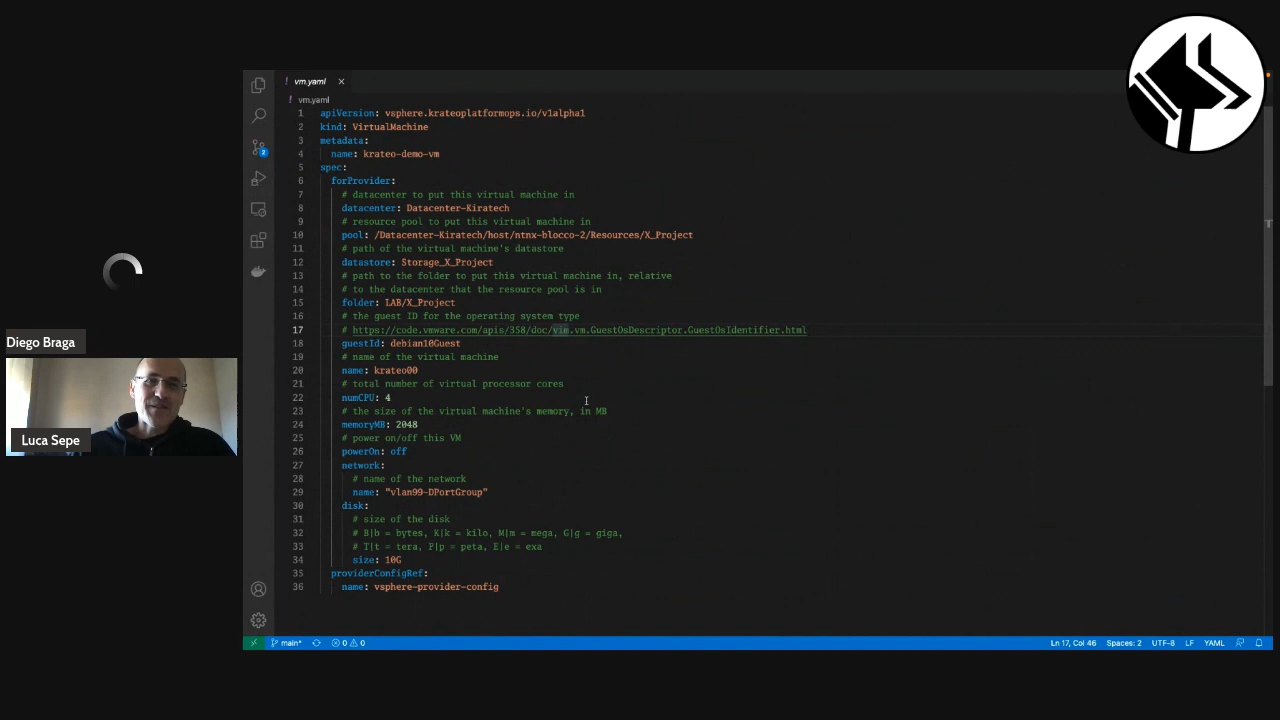 vm.yaml
vm.yaml
1 apiVersion: vsphere.krateoplatformops.io/v1alpha1
2 kind: VirtualMachine
3 metadata:
4 name: krateo-demo-vm
5 spec:
6 forProvider:
7 # datacenter to put this virtual machine in
8 datacenter: Datacenter-Kiratech
9 # resource pool to put this virtual machine in
10 pool: /Datacenter-Kiratech/host/ntnx-blocco-2/Resources/X_Project
11 # path of the virtual machine's datastore
12 datastore: Storage_X_Project
13 # path to the folder to put this virtual machine in, relative
14 # to the datacenter that the resource pool is in
15 folder: LAB/X_Project
16 # the guest ID for the operating system type
17 # https://code.vmware.com/apis/358/doc/vim.vm.GuestOsDescriptor.GuestOsIdentifier.html
18 guestId: debian10Guest
19 # name of the virtual machine
20 name: krateo00
21 # total number of virtual processor cores
22 numCPU: 4
23 # the size of the virtual machine's memory, in MB
24 memoryMB: 2048
25 # power on/off this VM
26 powerOn: off
27 network:
28 # name of the network
29 name: "vlan99-DPortGroup"
30 disk:
31 # size of the disk
32 # B|b = bytes, K|k = kilo, M|m = mega, G|g = giga,
33 # T|t = tera, P|p = peta, E|e = exa
34 size: 10G
35 providerConfigRef:
36 name: vsphere-provider-config
Diego Braga
Luca Sepe
2
main* 0 0 Ln 17, Col 46 Spaces: 2 UTF-8 LF YAML